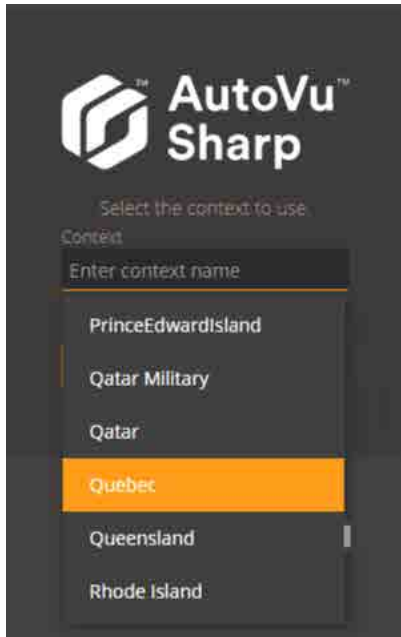 AutoVu™
Sharp
Select the context to use
Context
Enter context name
PrinceEdwardIsland
Qatar Military
Qatar
Quebec
Queensland
Rhode Island